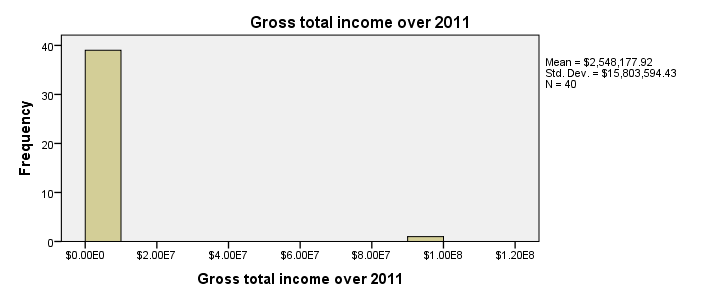 Gross total income over 2011
Mean = $2,548,177.92
Std. Dev. = $15,803,594.43
N = 40
Frequency
40
30
20
10
0
$0.00E0 $2.00E7 $4.00E7 $6.00E7 $8.00E7 $1.00E8 $1.20E8
Gross total income over 2011